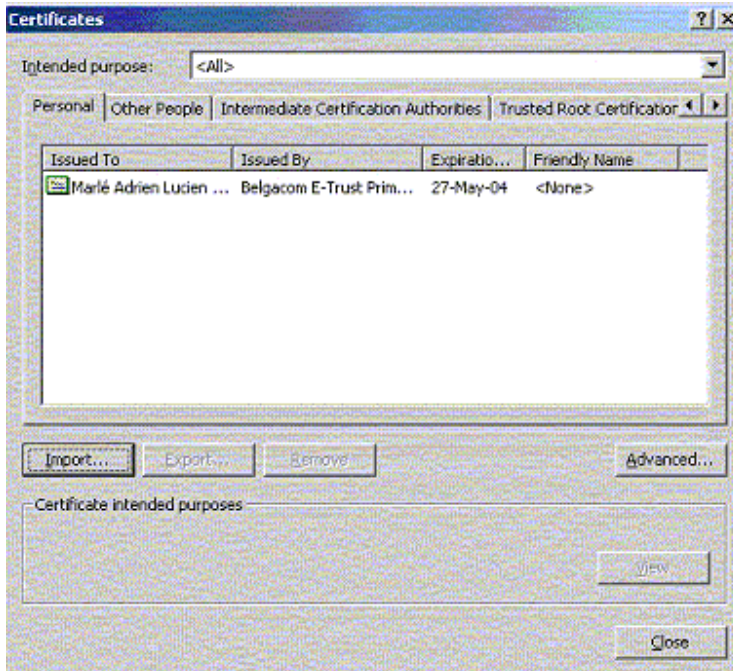 Certificates
Intended purpose: <All>
Personal Other People Intermediate Certification Authorities Trusted Root Certification
Issued To Issued By Expiratio... Friendly Name
Marlé Adrien Lucien ... Belgacom E-Trust Prim... 27-May-04 <None>
Import... Export... Remove Advanced...
Certificate intended purposes
View
Close